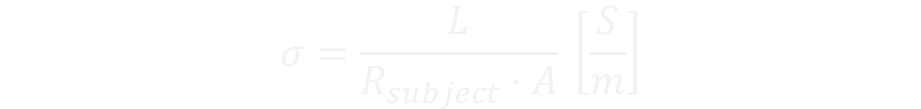 σ = L / (R_subject · A) [S/m]